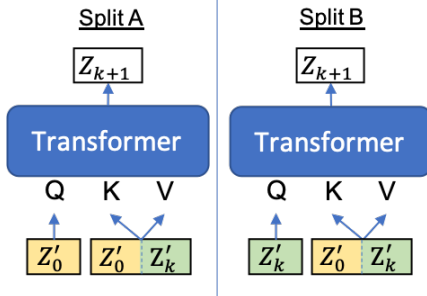 Split A
Z_{k+1}
Transformer
Q K V
Z'_0 Z'_0 Z'_k
Split B
Z_{k+1}
Transformer
Q K V
Z'_k Z'_0 Z'_k